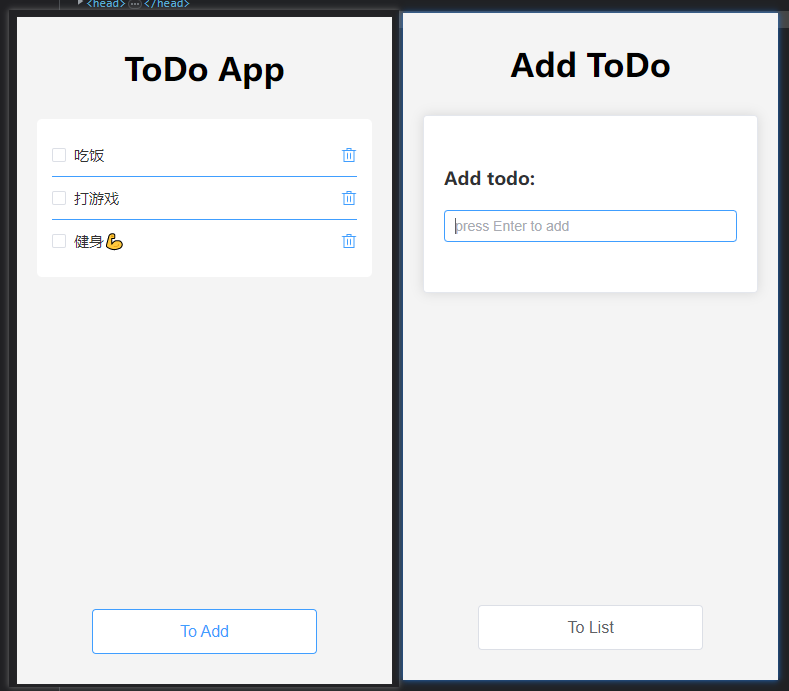 <head>⋯</head>
ToDo App
吃饭
打游戏
健身💪
To Add
Add ToDo
Add todo:
press Enter to add
To List